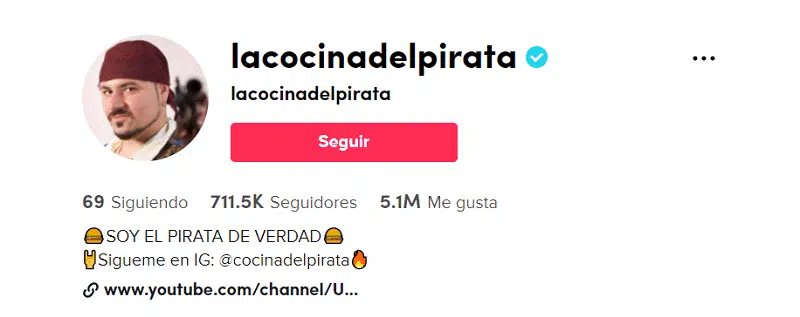 lacocinadelpirata
lacocinadelpirata
Seguir
69 Siguiendo 711.5K Seguidores 5.1M Me gusta
🍔SOY EL PIRATA DE VERDAD🍔
🤘Sigueme en IG: @cocinadelpirata🔥
www.youtube.com/channel/U...